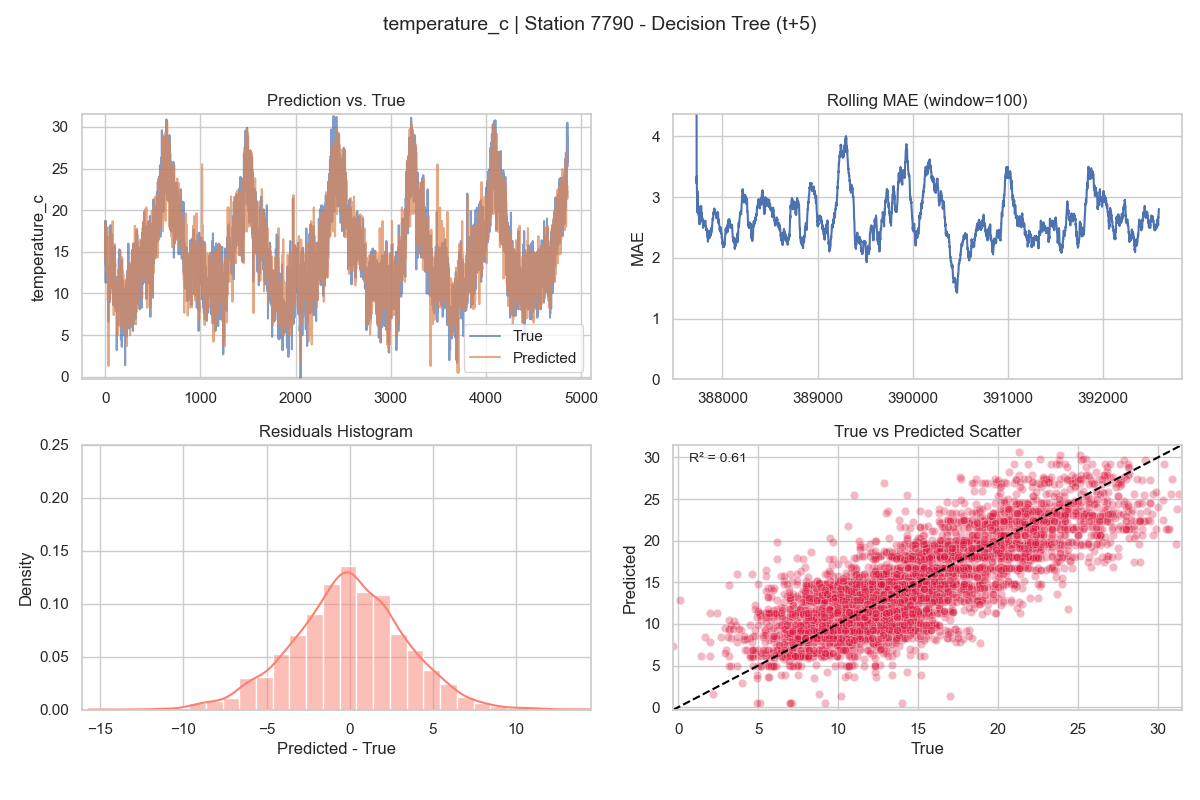 temperature_c | Station 7790 - Decision Tree (t+5)
Prediction vs. True
temperature_c
30
25
20
15
10
5
0
0 1000 2000 3000 4000 5000
True
Predicted
Rolling MAE (window=100)
MAE
4
3
2
1
0
388000 389000 390000 391000 392000
Residuals Histogram
Density
0.25
0.20
0.15
0.10
0.05
0.00
−15 −10 −5 0 5 10
Predicted - True
True vs Predicted Scatter
R² = 0.61
Predicted
30
25
20
15
10
5
0
0 5 10 15 20 25 30
True